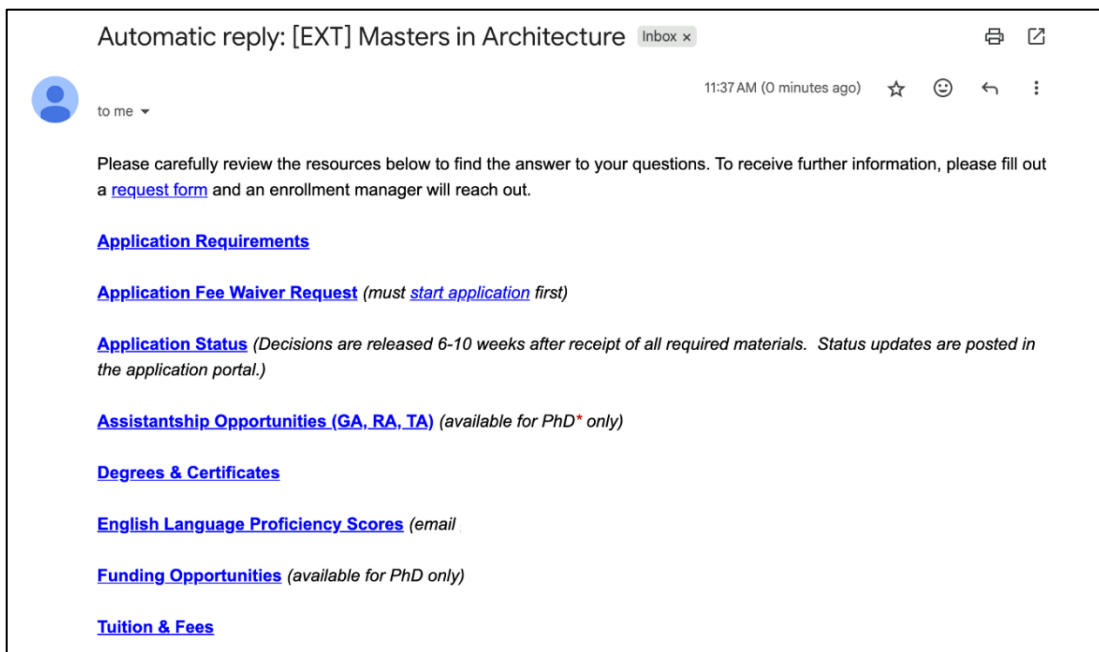 Automatic reply: [EXT] Masters in Architecture Inbox x
11:37 AM (0 minutes ago)
to me
Please carefully review the resources below to find the answer to your questions. To receive further information, please fill out
a request form and an enrollment manager will reach out.
Application Requirements
Application Fee Waiver Request (must start application first)
Application Status (Decisions are released 6-10 weeks after receipt of all required materials.  Status updates are posted in
the application portal.)
Assistantship Opportunities (GA, RA, TA) (available for PhD* only)
Degrees & Certificates
English Language Proficiency Scores (email
Funding Opportunities (available for PhD only)
Tuition & Fees